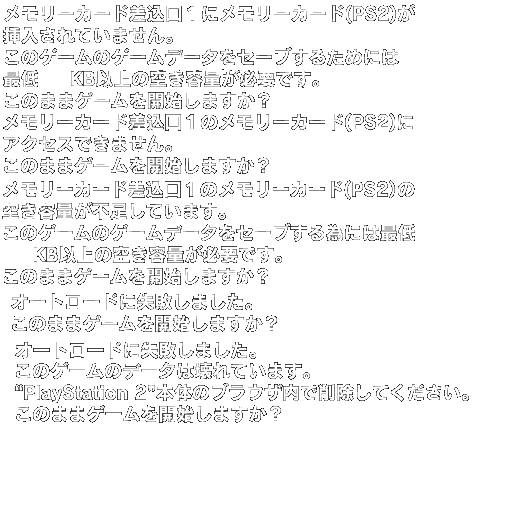 メモリーカード差込口１にメモリーカード(PS2)が
挿入されていません。
このゲームのゲームデータをセーブするためには
最低　　KB以上の空き容量が必要です。
このままゲームを開始しますか？
メモリーカード差込口１のメモリーカード(PS2)に
アクセスできません。
このままゲームを開始しますか？
メモリーカード差込口１のメモリーカード(PS2)の
空き容量が不足しています。
このゲームのゲームデータをセーブする為には最低
　　KB以上の空き容量が必要です。
このままゲームを開始しますか？
オートロードに失敗しました。
このままゲームを開始しますか？
オートロードに失敗しました。
このゲームのデータは壊れています。
“PlayStation 2”本体のブラウザ内で削除してください。
このままゲームを開始しますか？